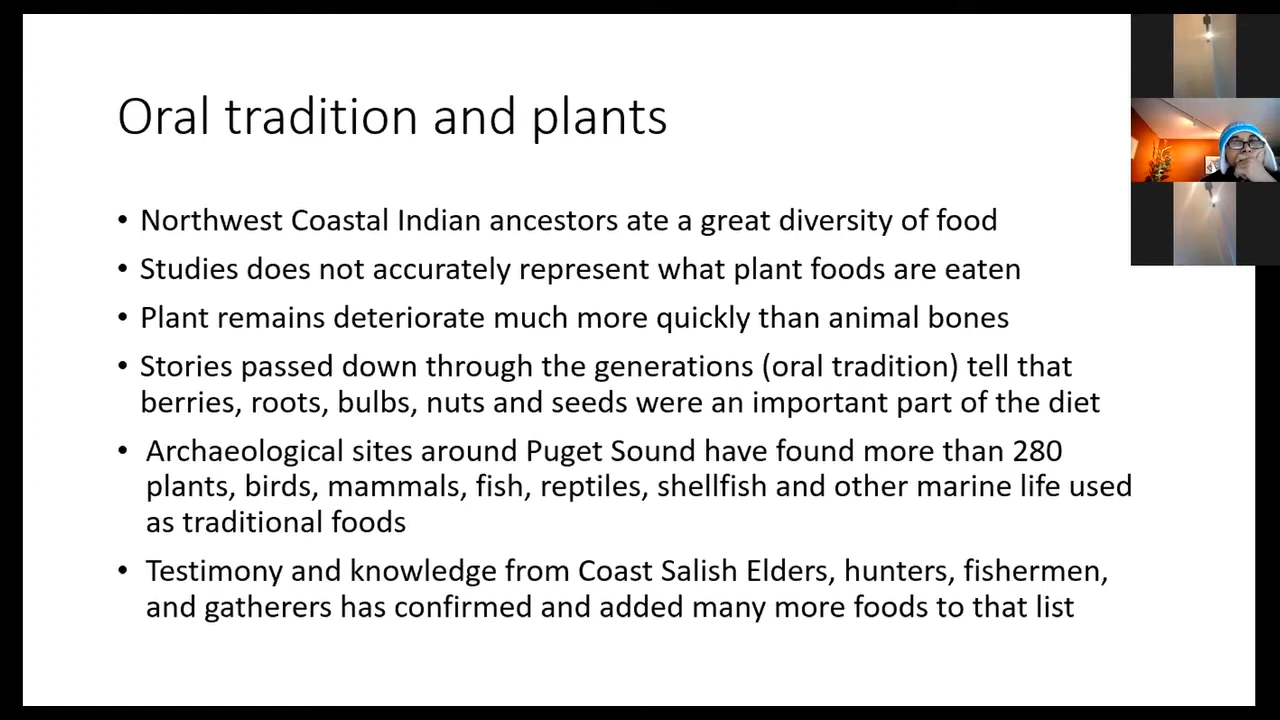 Oral tradition and plants
• Northwest Coastal Indian ancestors ate a great diversity of food
• Studies does not accurately represent what plant foods are eaten
• Plant remains deteriorate much more quickly than animal bones
• Stories passed down through the generations (oral tradition) tell that
berries, roots, bulbs, nuts and seeds were an important part of the diet
• Archaeological sites around Puget Sound have found more than 280
plants, birds, mammals, fish, reptiles, shellfish and other marine life used
as traditional foods
• Testimony and knowledge from Coast Salish Elders, hunters, fishermen,
and gatherers has confirmed and added many more foods to that list